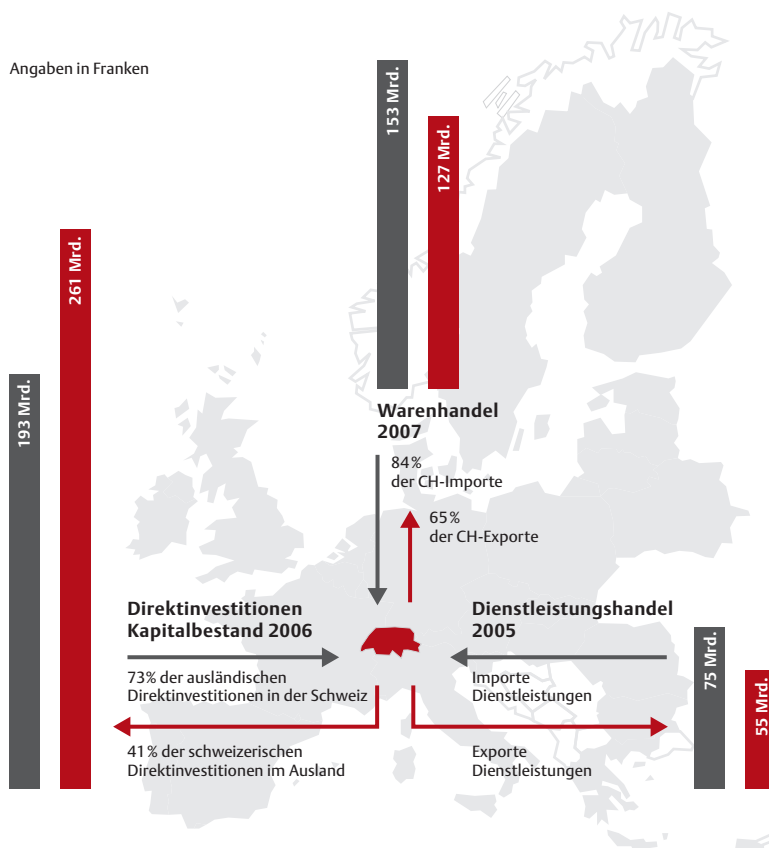 Angaben in Franken
153 Mrd.
127 Mrd.
261 Mrd.
193 Mrd.
Warenhandel
2007
84%
der CH-Importe
65%
der CH-Exporte
Direktinvestitionen
Kapitalbestand 2006
73% der ausländischen
Direktinvestitionen in der Schweiz
41% der schweizerischen
Direktinvestitionen im Ausland
Dienstleistungshandel
2005
Importe
Dienstleistungen
Exporte
Dienstleistungen
75 Mrd.
55 Mrd.